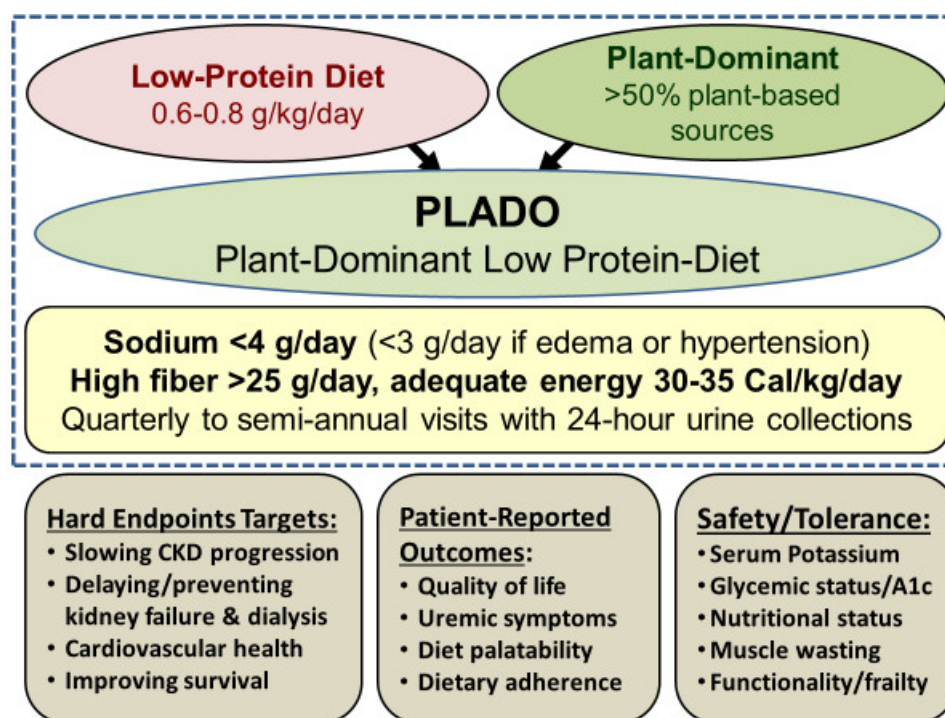 Low-Protein Diet
0.6-0.8 g/kg/day
Plant-Dominant
>50% plant-based
sources
PLADO
Plant-Dominant Low Protein-Diet
Sodium <4 g/day (<3 g/day if edema or hypertension)
High fiber >25 g/day, adequate energy 30-35 Cal/kg/day
Quarterly to semi-annual visits with 24-hour urine collections
Hard Endpoints Targets:
• Slowing CKD progression
• Delaying/preventing
kidney failure & dialysis
• Cardiovascular health
• Improving survival
Patient-Reported
Outcomes:
• Quality of life
• Uremic symptoms
• Diet palatability
• Dietary adherence
Safety/Tolerance:
• Serum Potassium
• Glycemic status/A1c
• Nutritional status
• Muscle wasting
• Functionality/frailty